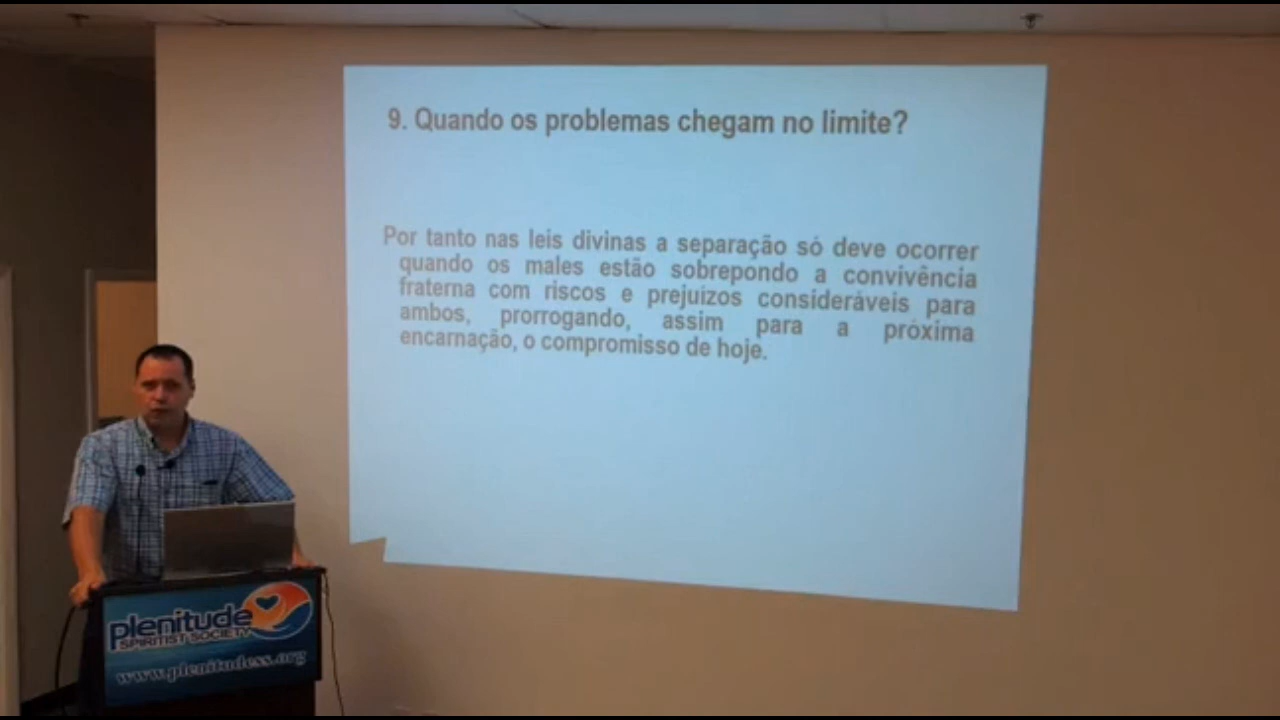 9. Quando os problemas chegam no limite?
Por tanto nas leis divinas a separação só deve ocorrer
quando os males estão sobrepondo a convivência
fraterna com riscos e prejuízos consideráveis para
ambos, prorrogando, assim para a próxima
encarnação, o compromisso de hoje.
plenitude
SPIRITIST SOCIETY
www.plenitudess.org